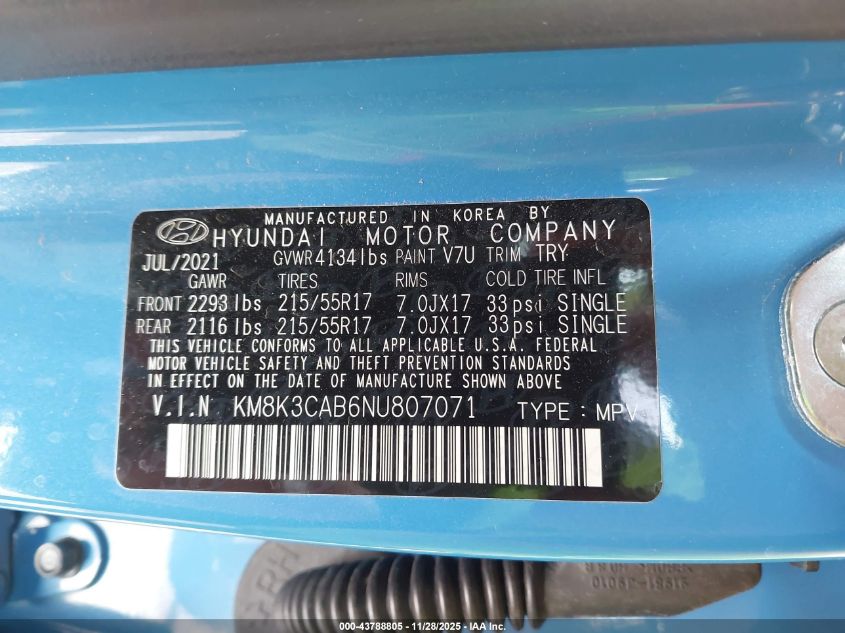 MANUFACTURED IN KOREA BY
HYUNDAI MOTOR COMPANY
JUL/2021 GVWR 4134lbs PAINT V7U TRIM TRY
GAWR TIRES RIMS COLD TIRE INFL
FRONT 2293lbs 215/55R17 7.0JX17 33psi SINGLE
REAR 2116lbs 215/55R17 7.0JX17 33psi SINGLE
THIS VEHICLE CONFORMS TO ALL APPLICABLE U.S.A. FEDERAL
MOTOR VEHICLE SAFETY AND THEFT PREVENTION STANDARDS
IN EFFECT ON THE DATE OF MANUFACTURE SHOWN ABOVE
V.I.N KM8K3CAB6NU807071 TYPE : MPV
RH
000-43788805 - 11/28/2025 - IAA Inc.